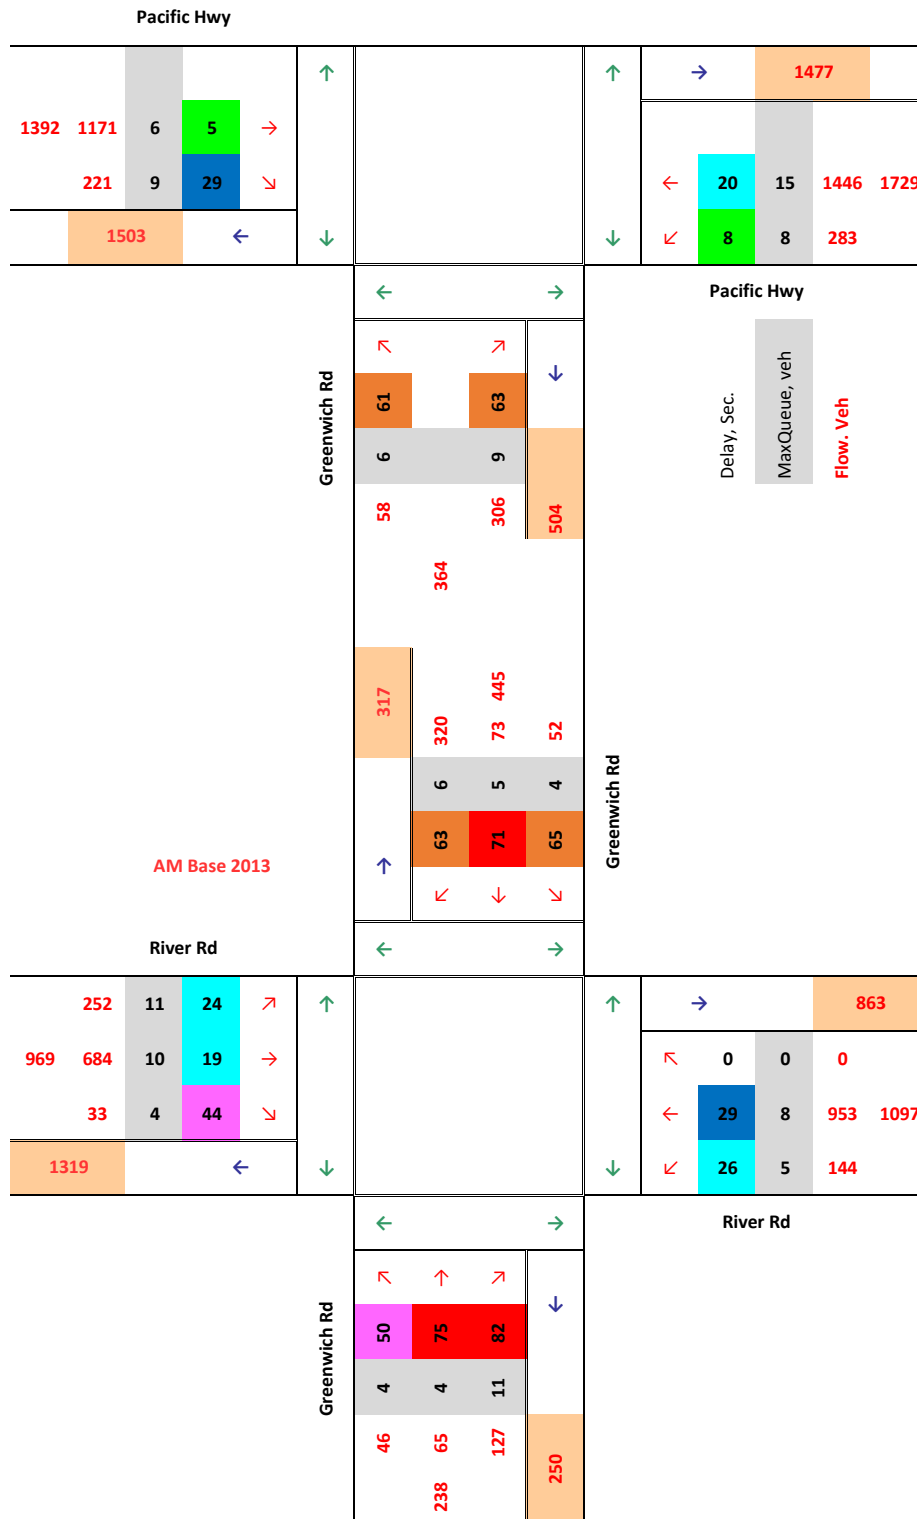 Pacific Hwy
→ 1477
1392 1171 6 5 →
← 20 15 1446 1729
221 9 29 ↘
↙ 8 8 283
1503 ←
↑ ↓ ↑ ↓
← →
Pacific Hwy
Greenwich Rd
↖ ↗ ↓
61 63
6 9
58 306 504
364
Delay, Sec.
MaxQueue, veh
Flow. Veh
317
445
320 73 52
6 5 4
63 71 65
↑ ↙ ↓ ↘
Greenwich Rd
AM Base 2013
River Rd
← →
252 11 24 ↗
↑ ↑
→ 863
969 684 10 19 →
↖ 0 0 0
33 4 44 ↘
← 29 8 953 1097
1319 ←
↓ ↓
↙ 26 5 144
← →
River Rd
Greenwich Rd
↖ ↑ ↗ ↓
50 75 82
4 4 11
46 65 127 250
238